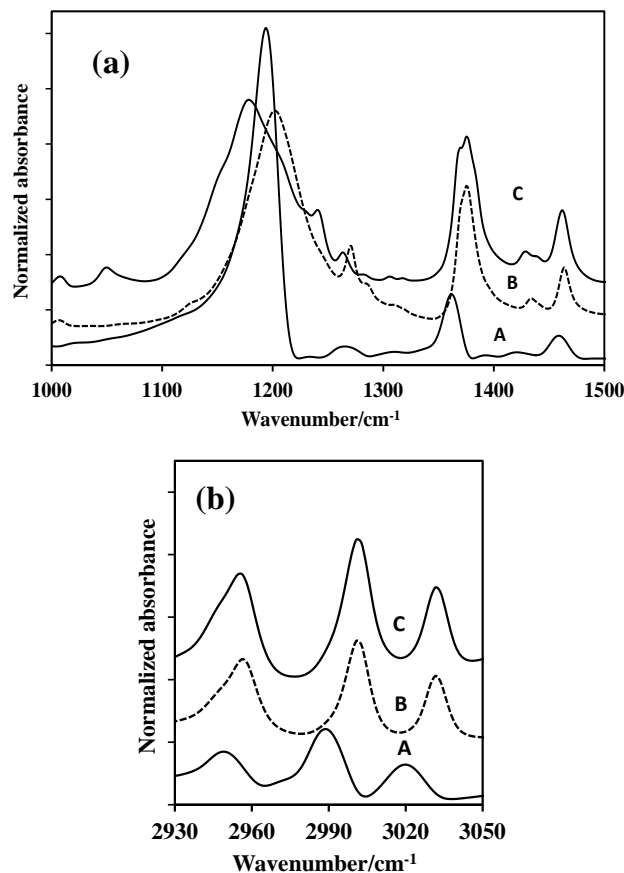 (a)
Normalized absorbance
C
B
A
1000 1100 1200 1300 1400 1500
Wavenumber/cm-1
(b)
Normalized absorbance
C
B
A
2930 2960 2990 3020 3050
Wavenumber/cm-1